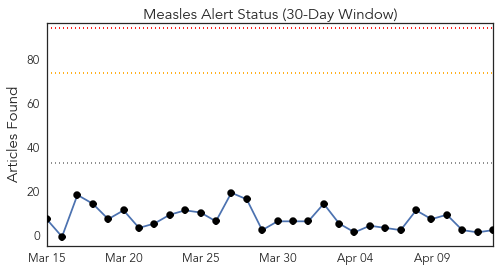 Measles Alert Status (30-Day Window)
Articles Found
80
60
40
20
0
Mar 15 Mar 20 Mar 25 Mar 30 Apr 04 Apr 09